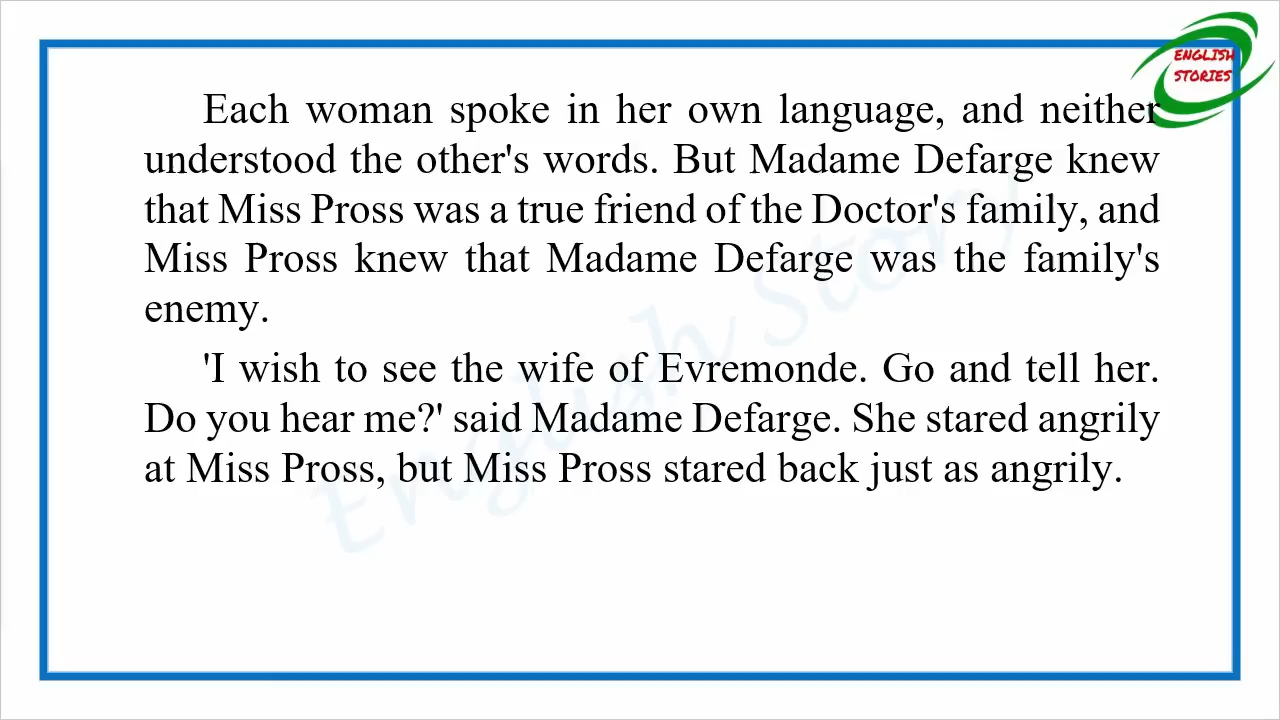 ENGLISH
STORIES
Each woman spoke in her own language, and neither
understood the other's words. But Madame Defarge knew
that Miss Pross was a true friend of the Doctor's family, and
Miss Pross knew that Madame Defarge was the family's
enemy.
'I wish to see the wife of Evremonde. Go and tell her.
Do you hear me?' said Madame Defarge. She stared angrily
at Miss Pross, but Miss Pross stared back just as angrily.
English Story